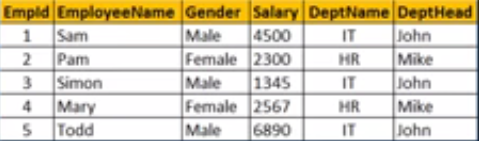 EmpId EmployeeName Gender Salary DeptName DeptHead
1 Sam Male 4500 IT John
2 Pam Female 2300 HR Mike
3 Simon Male 1345 IT John
4 Mary Female 2567 HR Mike
5 Todd Male 6890 IT John